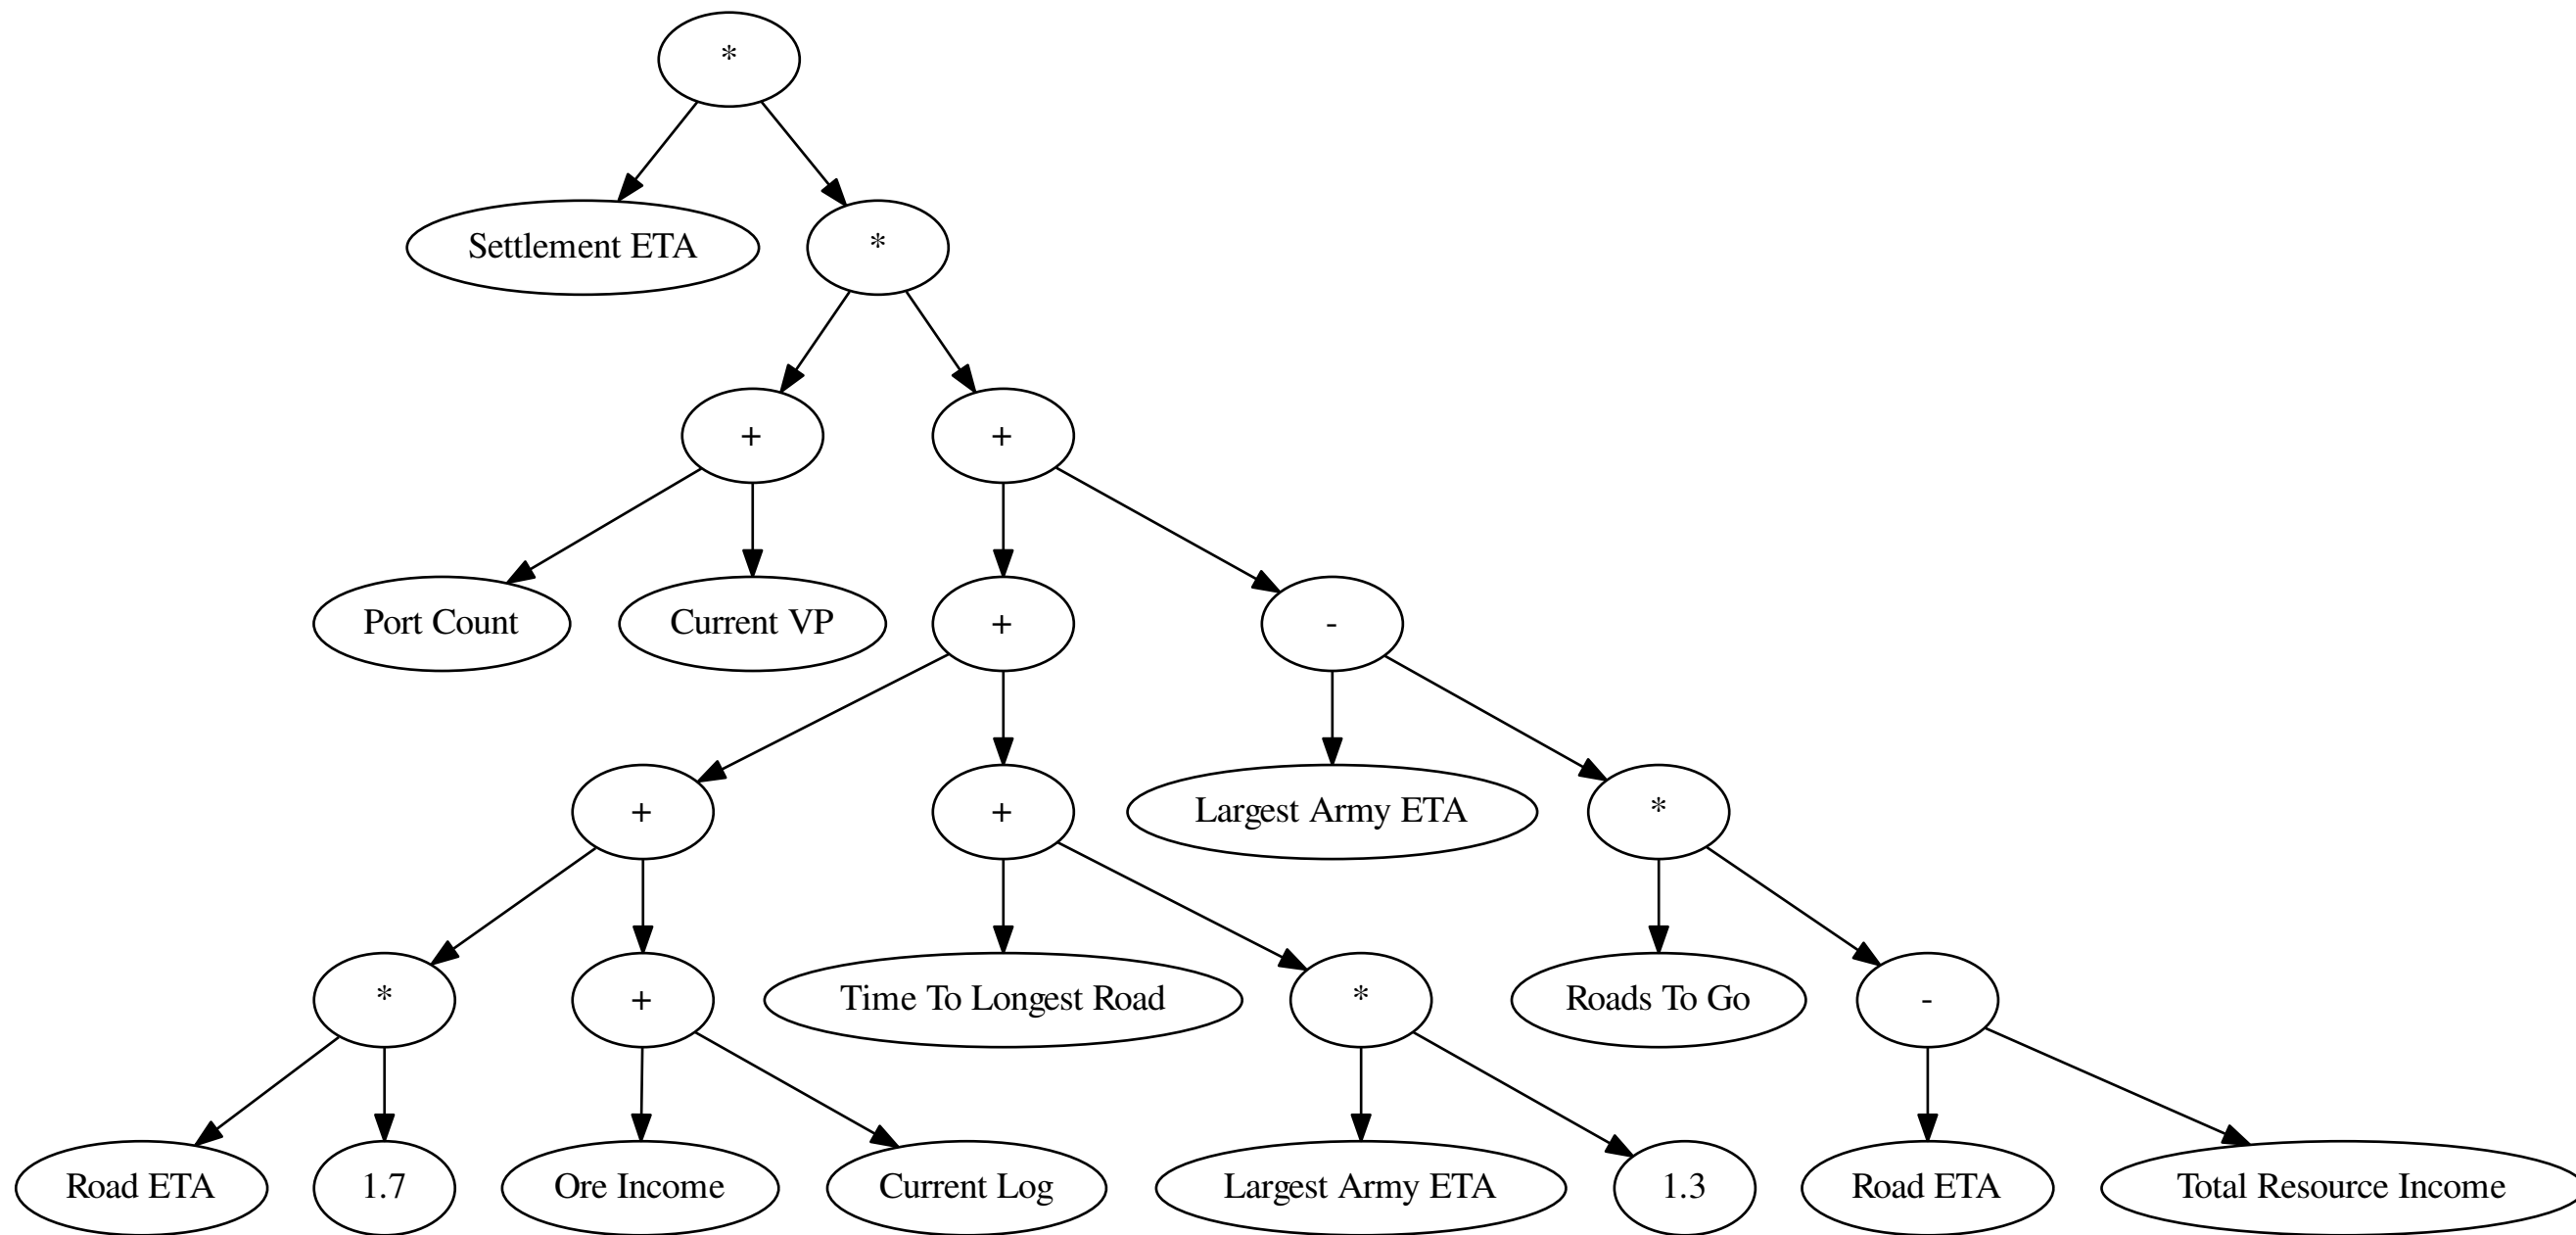 *
Settlement ETA
*
+
+
Port Count
Current VP
+
-
+
+
Largest Army ETA
*
*
+
Time To Longest Road
*
Roads To Go
-
Road ETA
1.7
Ore Income
Current Log
Largest Army ETA
1.3
Road ETA
Total Resource Income